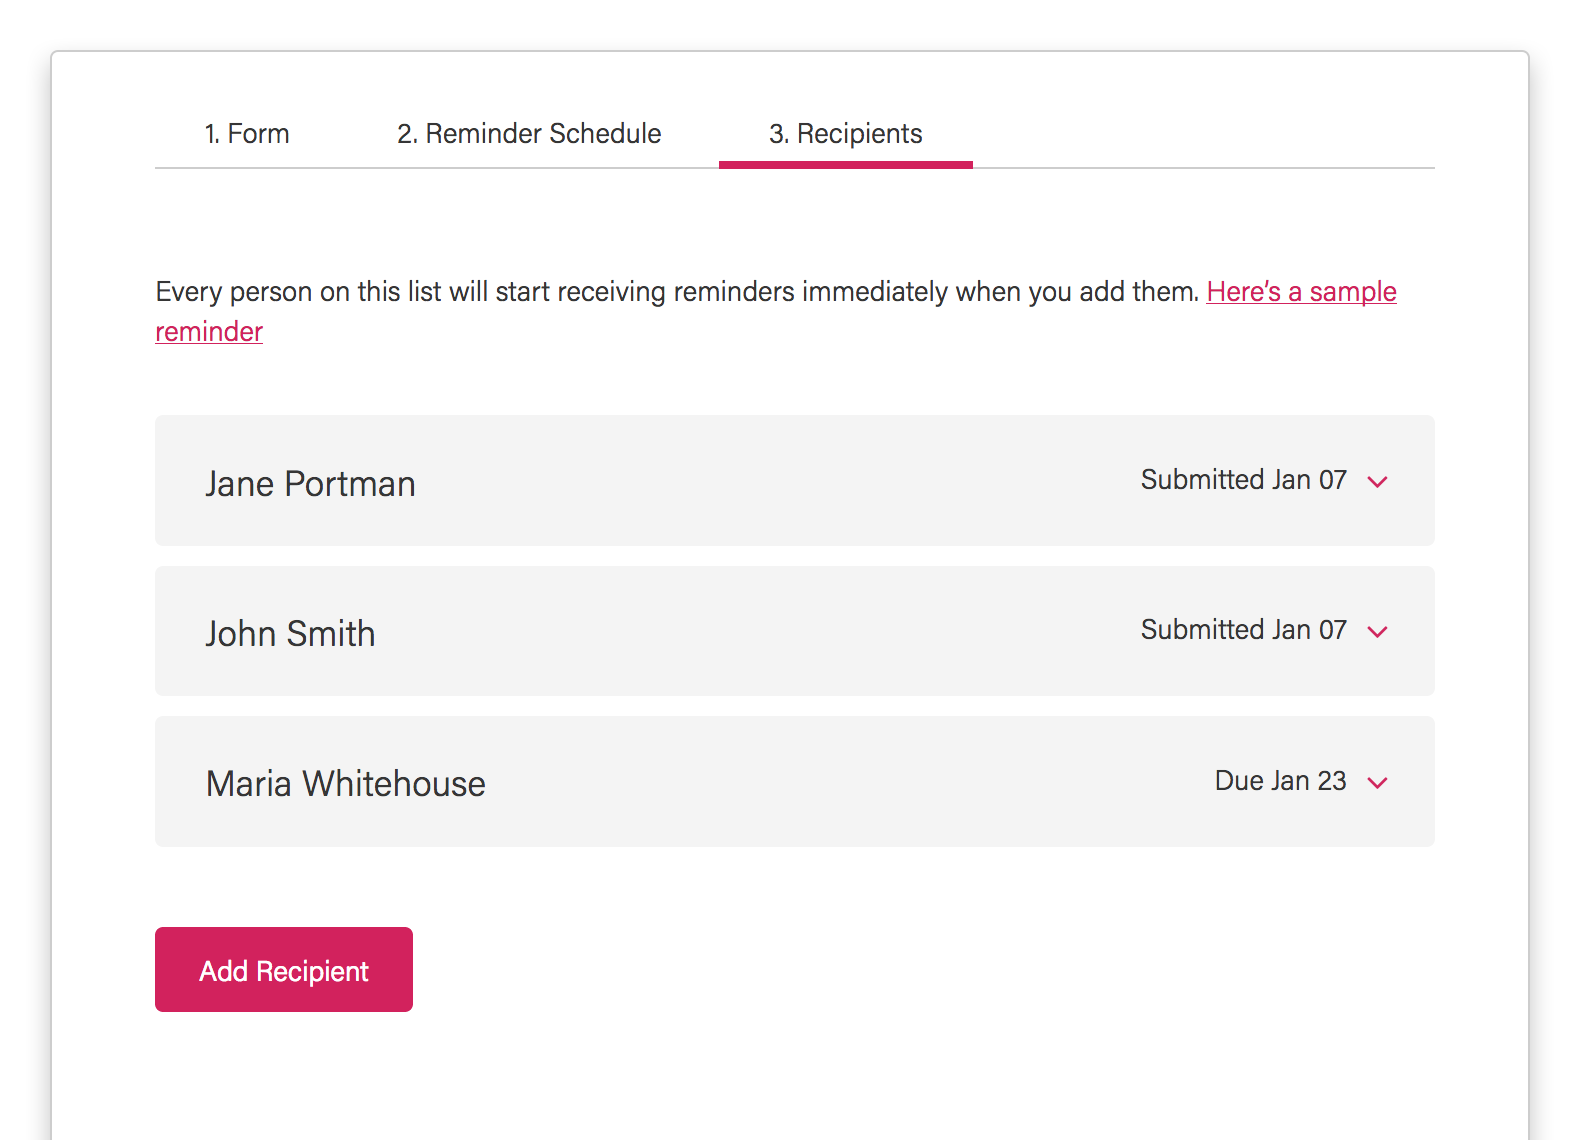 1. Form 2. Reminder Schedule 3. Recipients
Every person on this list will start receiving reminders immediately when you add them. Here’s a sample
reminder
Jane Portman Submitted Jan 07
John Smith Submitted Jan 07
Maria Whitehouse Due Jan 23
Add Recipient